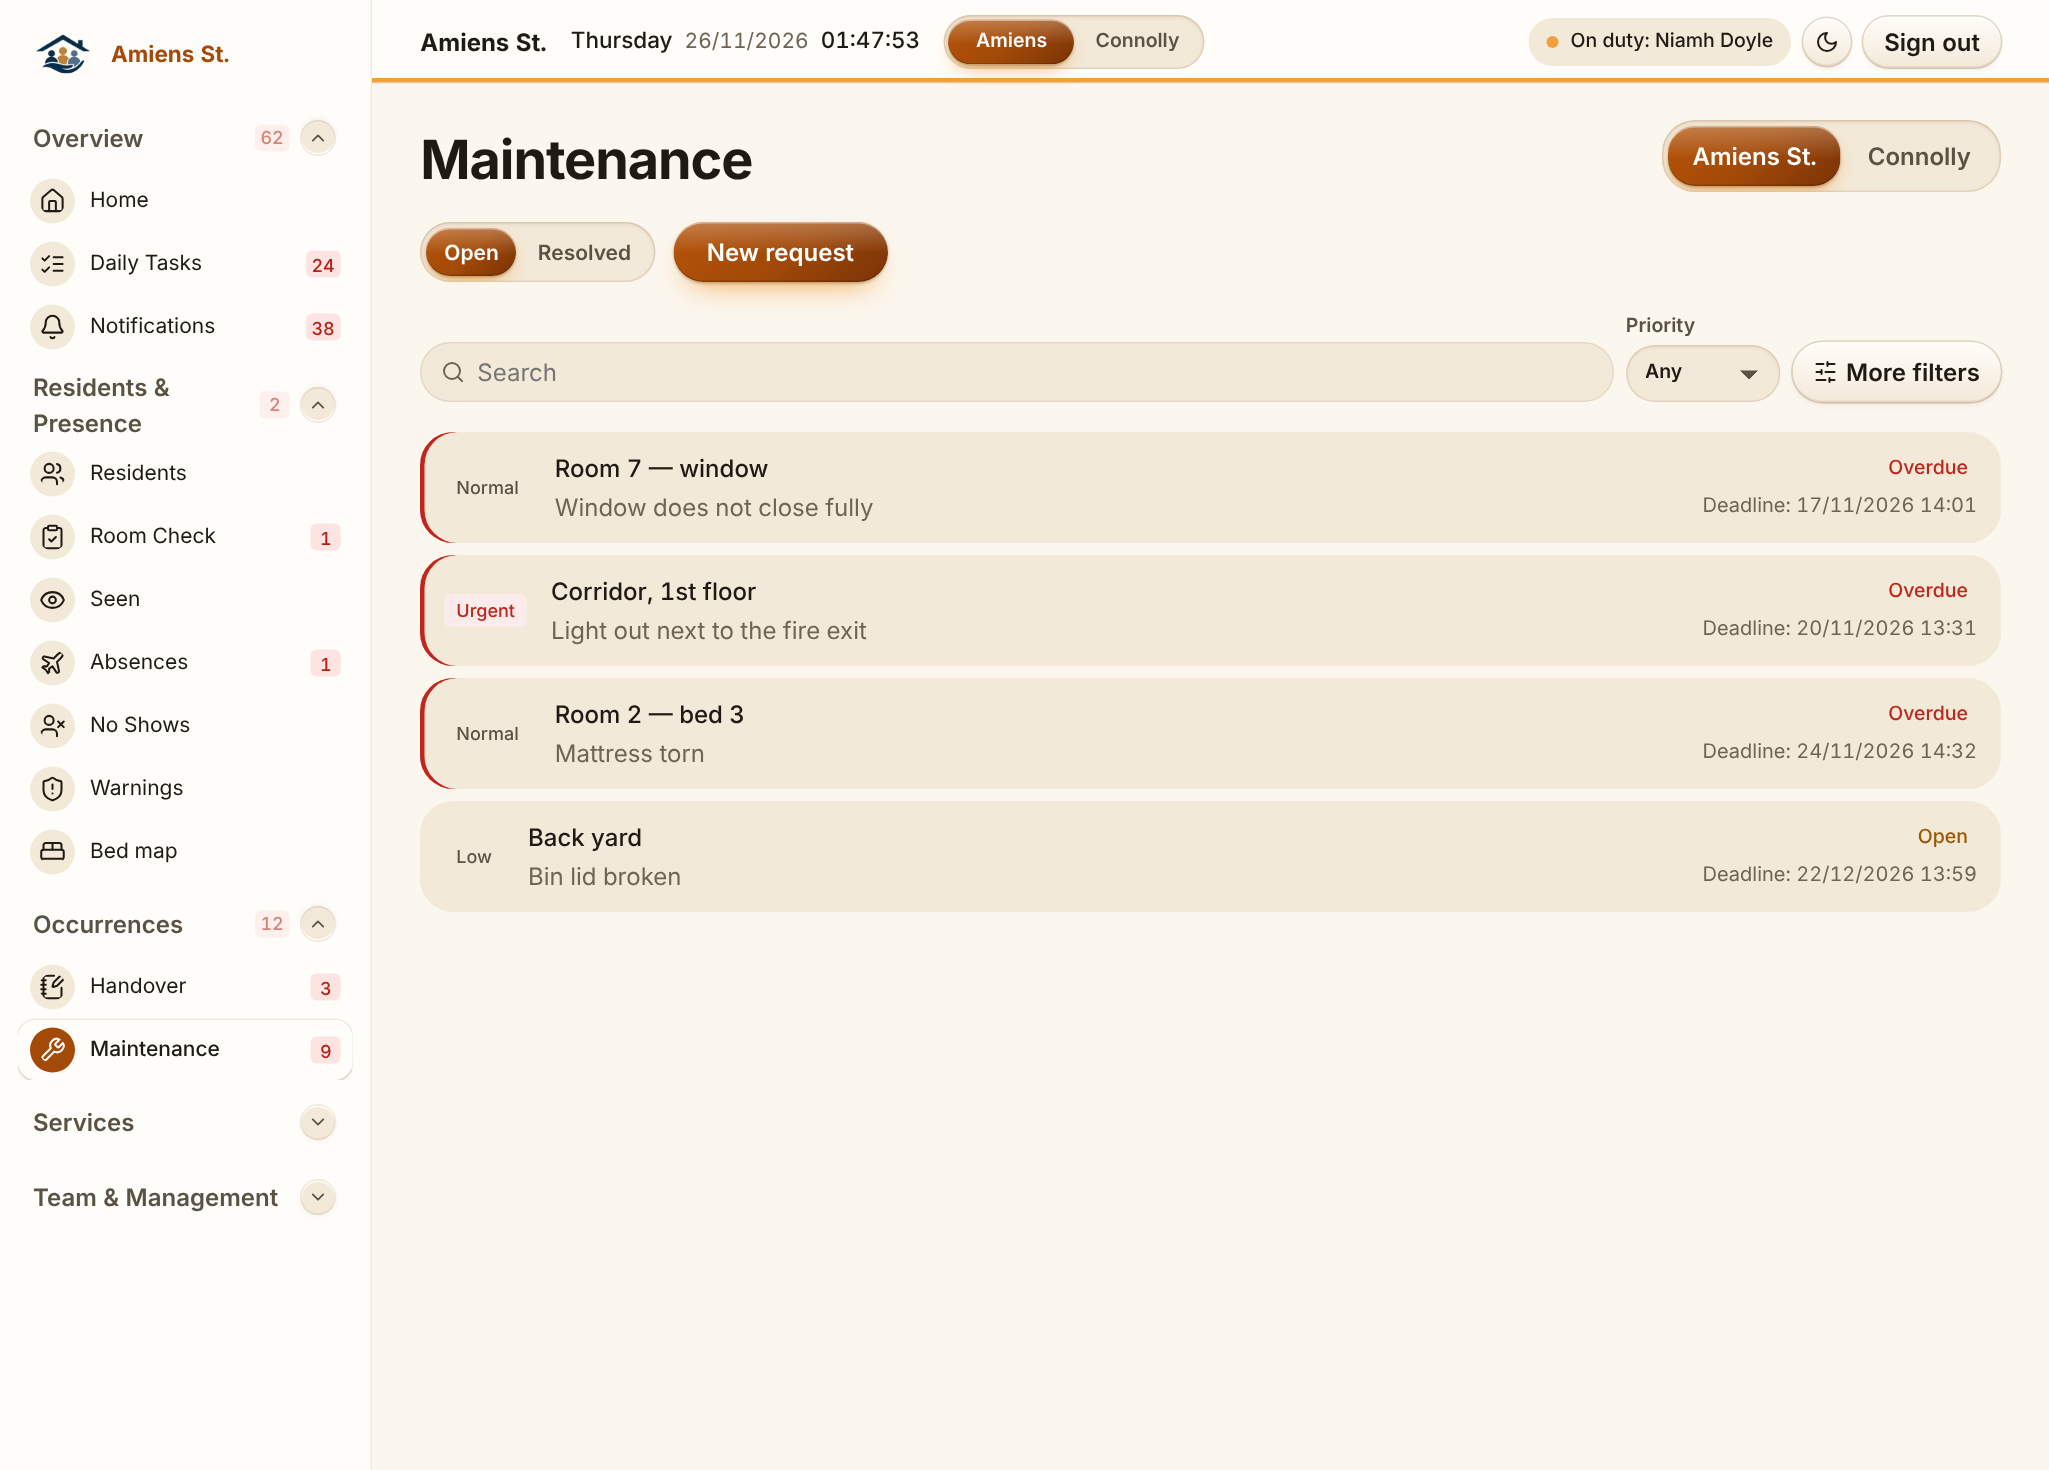 Amiens St.
Overview 62
Home
Daily Tasks 24
Notifications 38
Residents &
Presence 2
Residents
Room Check 1
Seen
Absences 1
No Shows
Warnings
Bed map
Occurrences 12
Handover 3
Maintenance 9
Services
Team & Management
Amiens St. Thursday 26/11/2026 01:47:53 Amiens Connolly On duty: Niamh Doyle Sign out
Maintenance Amiens St. Connolly
Open Resolved New request
Priority
Search Any More filters
Normal Room 7 — window Overdue
Window does not close fully Deadline: 17/11/2026 14:01
Urgent Corridor, 1st floor Overdue
Light out next to the fire exit Deadline: 20/11/2026 13:31
Normal Room 2 — bed 3 Overdue
Mattress torn Deadline: 24/11/2026 14:32
Low Back yard Open
Bin lid broken Deadline: 22/12/2026 13:59